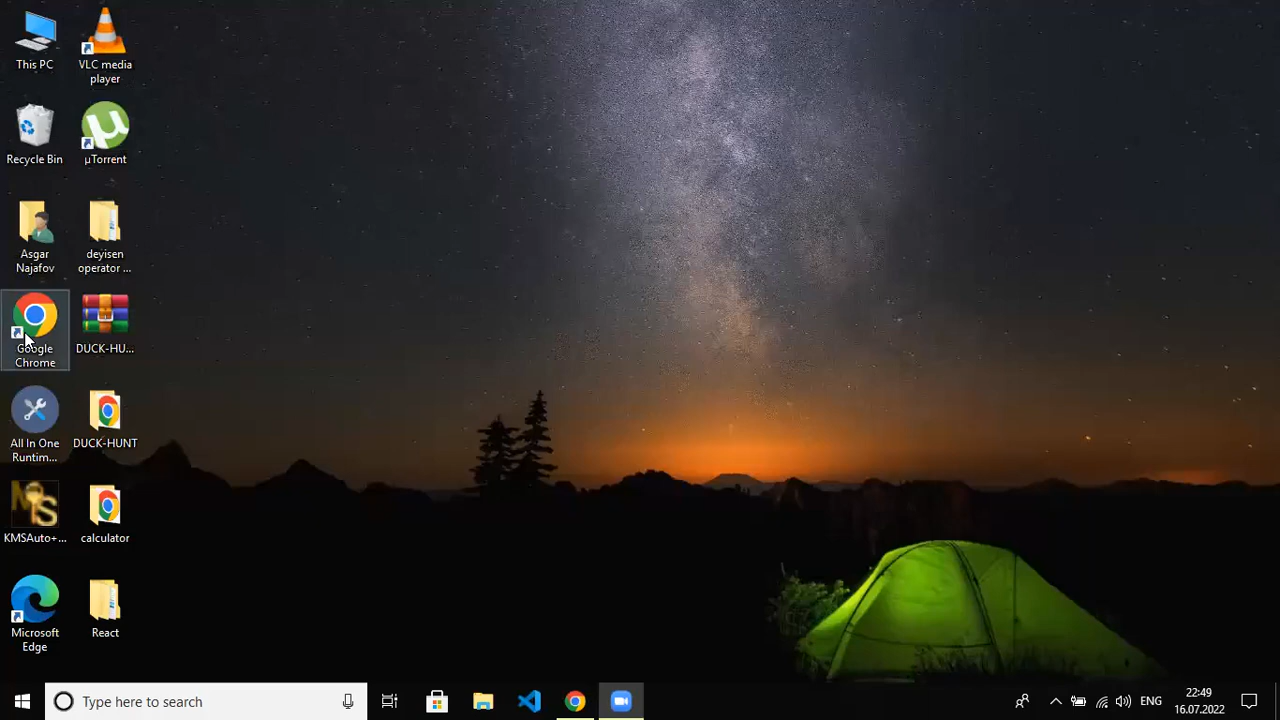 This PC
VLC media
player
Recycle Bin
µTorrent
Asgar
Najafov
deyisen
operator ...
Google
Chrome
DUCK-HU...
All In One
Runtim...
DUCK-HUNT
KMSAuto+...
calculator
Microsoft
Edge
React
Type here to search
ENG
22:49
16.07.2022